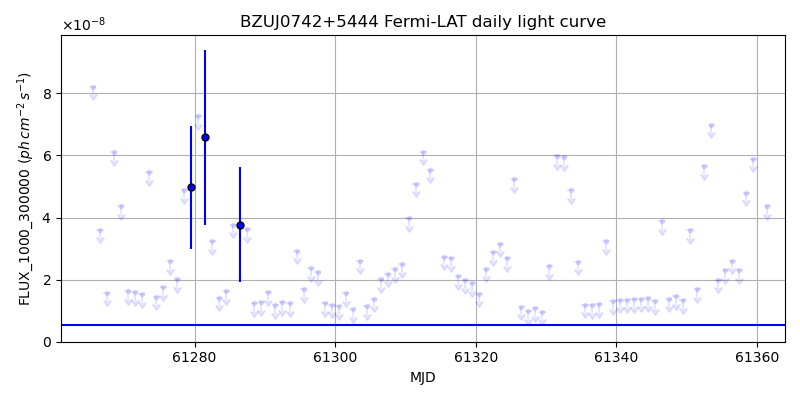 BZUJ0742+5444 Fermi-LAT daily light curve
×10⁻⁸
FLUX_1000_300000 (ph cm⁻² s⁻¹)
8
6
4
2
0
61280 61300 61320 61340 61360
MJD